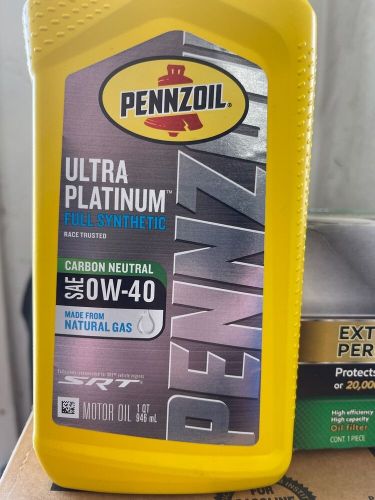 PENNZOIL®
ULTRA
PLATINUM™
FULL SYNTHETIC
RACE TRUSTED
CARBON NEUTRAL
SAE 0W-40
MADE FROM
NATURAL GAS
SRT
MOTOR OIL 1 QT
946 mL
PENNZOIL
EXT
PER
Protects
or 20,000
High efficiency
High capacity
Oil filter
CONT. 1 PIECE
FOR